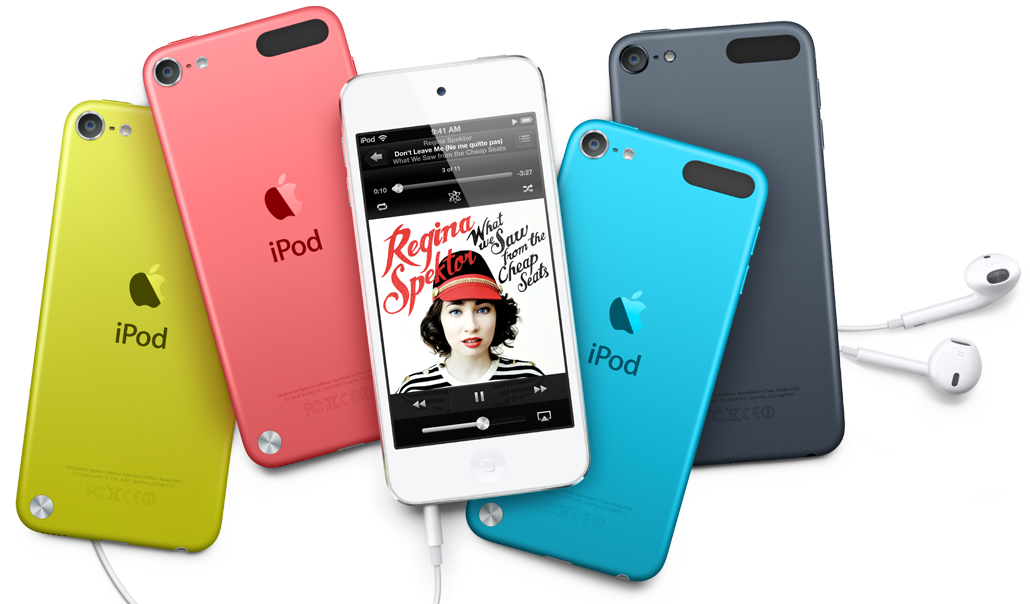 iPod
9:41 AM
Regina Spektor
Don't Leave Me (Ne me quitte pas)
What We Saw from the Cheap Seats
3 of 11
0:10
-3:27
Regina
Spektor
What
we Saw
from the
Cheap
Seats
iPod
iPod
iPod